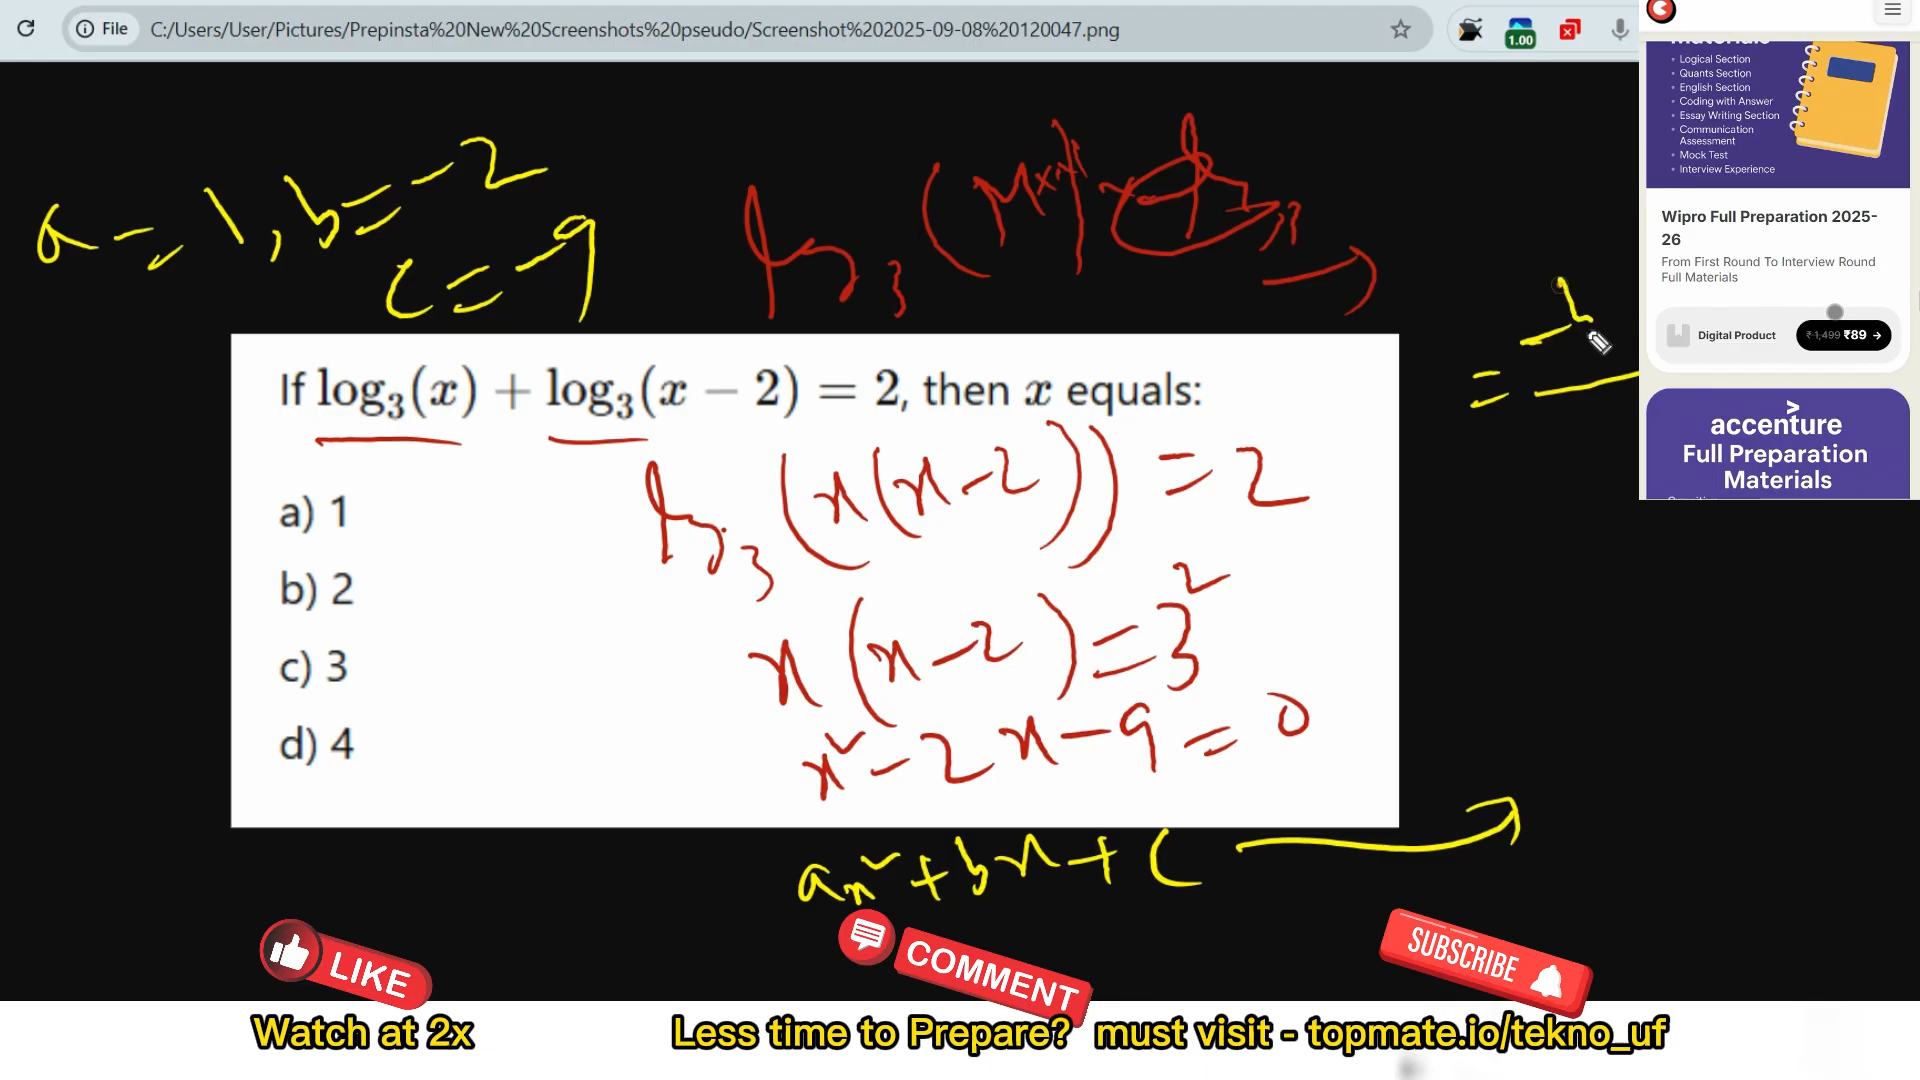 File C:/Users/User/Pictures/Prepinsta%20New%20Screenshots%20pseudo/Screenshot%202025-09-08%20120047.png
1.00
Logical Section
Quants Section
English Section
Coding with Answer
Essay Writing Section
Communication
Assessment
Mock Test
Interview Experience
Wipro Full Preparation 2025-
26
From First Round To Interview Round
Full Materials
Digital Product ₹1,499 ₹89 →
accenture
Full Preparation
Materials
a = 1, b = -2
c = -9
If log₃(x) + log₃(x − 2) = 2, then x equals:
a) 1
b) 2
c) 3
d) 4
log₃(x(x-2)) = 2
x(x-2) = 3²
x² - 2x - 9 = 0
ax² + bx + c
LIKE
COMMENT
SUBSCRIBE
Watch at 2x
Less time to Prepare? must visit - topmate.io/tekno_uf